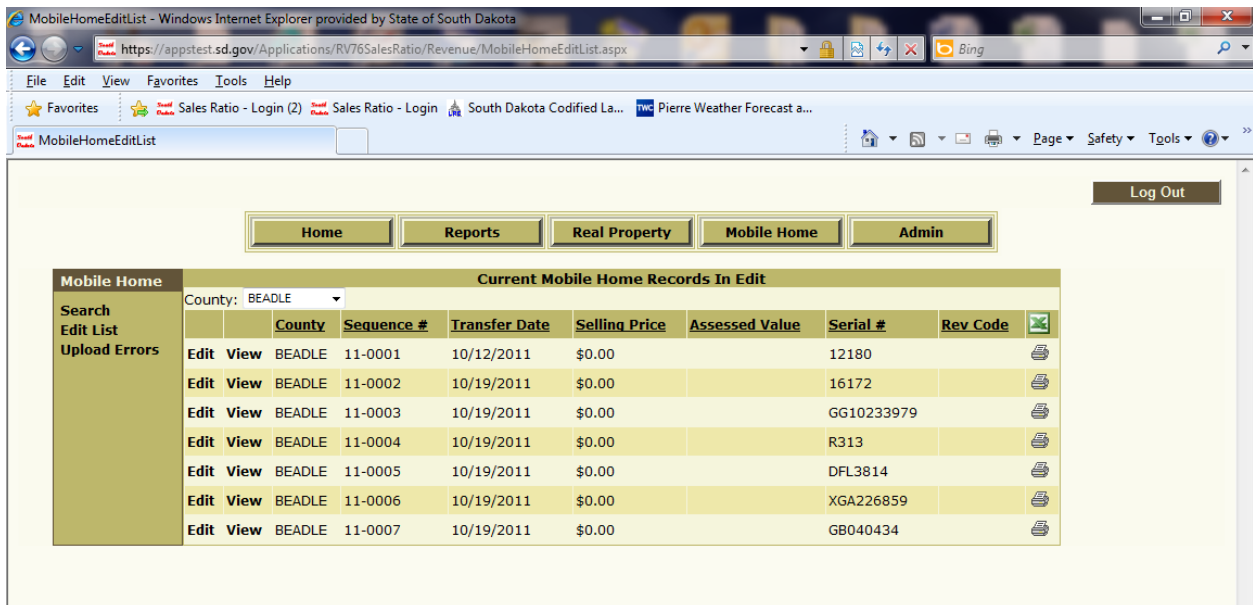 MobileHomeEditList - Windows Internet Explorer provided by State of South Dakota
https://appstest.sd.gov/Applications/RV76SalesRatio/Revenue/MobileHomeEditList.aspx Bing
File Edit View Favorites Tools Help
Favorites Sales Ratio - Login (2) Sales Ratio - Login South Dakota Codified La... TWC Pierre Weather Forecast a...
MobileHomeEditList Page Safety Tools
Log Out
Home Reports Real Property Mobile Home Admin
Mobile Home Current Mobile Home Records In Edit
Search
Edit List
Upload Errors
County: BEADLE
County Sequence # Transfer Date Selling Price Assessed Value Serial # Rev Code
Edit View BEADLE 11-0001 10/12/2011 $0.00 12180
Edit View BEADLE 11-0002 10/19/2011 $0.00 16172
Edit View BEADLE 11-0003 10/19/2011 $0.00 GG10233979
Edit View BEADLE 11-0004 10/19/2011 $0.00 R313
Edit View BEADLE 11-0005 10/19/2011 $0.00 DFL3814
Edit View BEADLE 11-0006 10/19/2011 $0.00 XGA226859
Edit View BEADLE 11-0007 10/19/2011 $0.00 GB040434